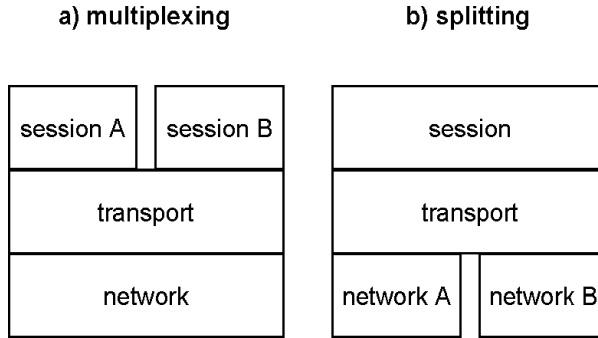 a) multiplexing
session A
session B
transport
network
b) splitting
session
transport
network A
network B